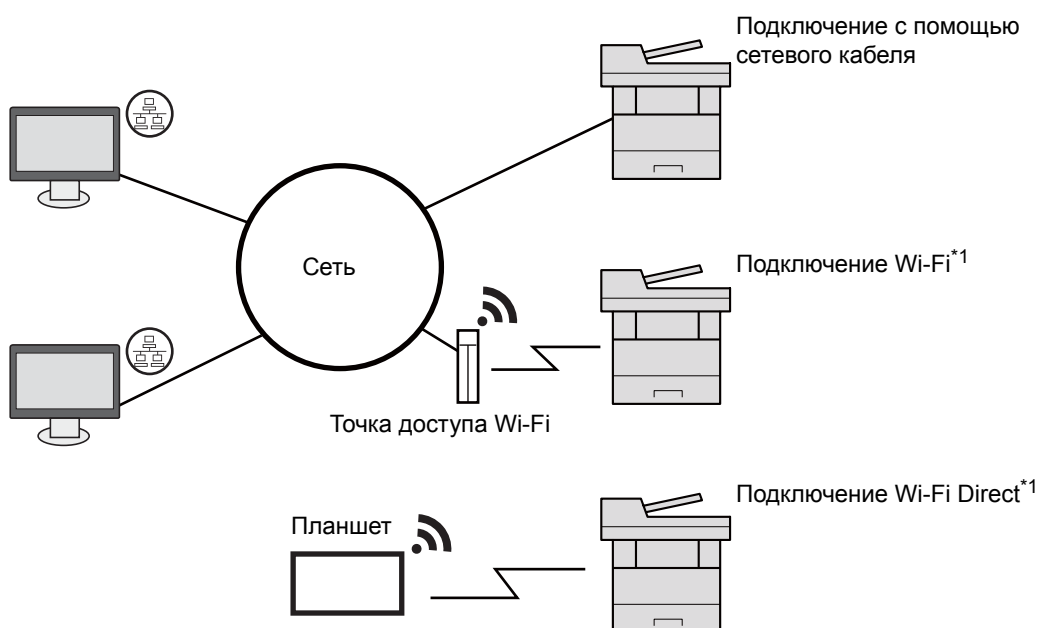 Подключение с помощью
сетевого кабеля
Сеть
Подключение Wi-Fi*1
Точка доступа Wi-Fi
Подключение Wi-Fi Direct*1
Планшет